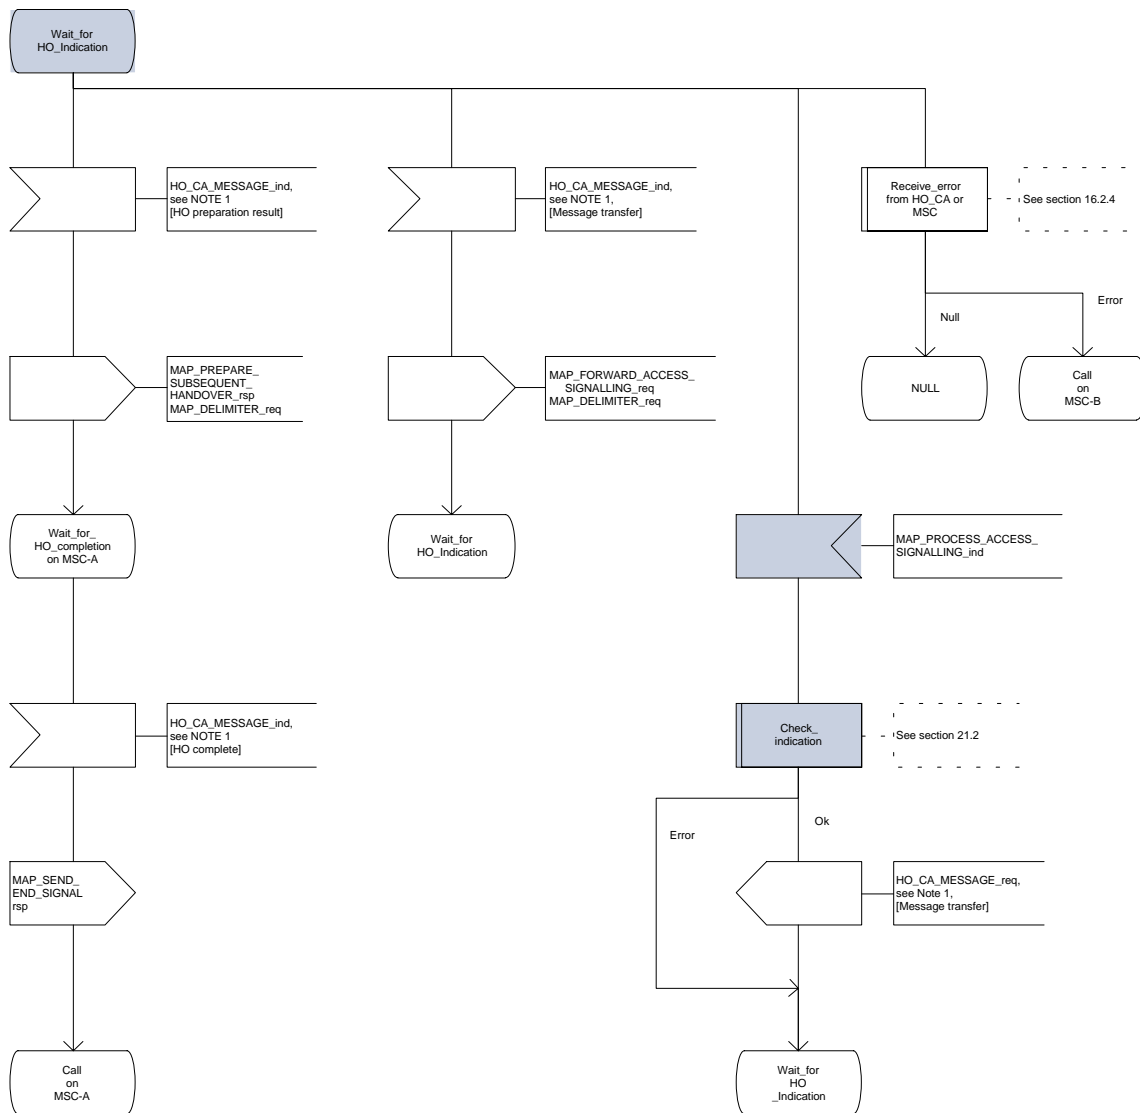 Wait_for
HO_Indication
HO_CA_MESSAGE_ind,
see NOTE 1
[HO preparation result]
HO_CA_MESSAGE_ind,
see NOTE 1,
[Message transfer]
Receive_error
from HO_CA or
MSC
See section 16.2.4
Null
Error
MAP_PREPARE_
SUBSEQUENT_
HANDOVER_rsp
MAP_DELIMITER_req
MAP_FORWARD_ACCESS_
SIGNALLING_req
MAP_DELIMITER_req
NULL
Call
on
MSC-B
Wait_for_
HO_completion
on MSC-A
Wait_for
HO_Indication
MAP_PROCESS_ACCESS_
SIGNALLING_ind
HO_CA_MESSAGE_ind,
see NOTE 1
[HO complete]
Check_
indication
See section 21.2
Error
Ok
MAP_SEND_
END_SIGNAL
rsp
HO_CA_MESSAGE_req,
see Note 1,
[Message transfer]
Call
on
MSC-A
Wait_for
HO
_Indication